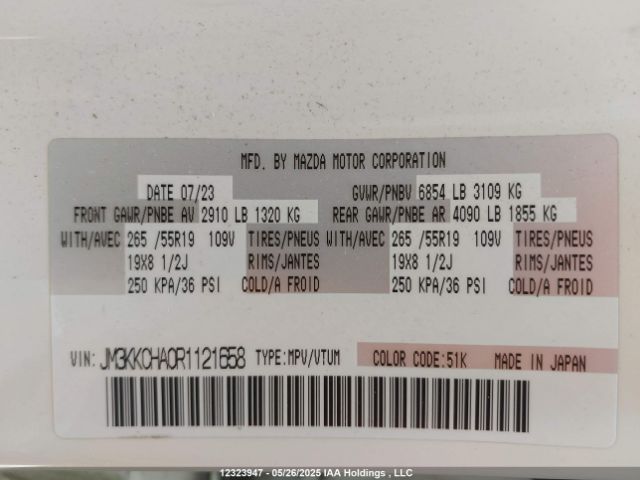 MFD. BY MAZDA MOTOR CORPORATION
DATE 07/23 GVWR/PNBV 6854 LB 3109 KG
FRONT GAWR/PNBE AV 2910 LB 1320 KG REAR GAWR/PNBE AR 4090 LB 1855 KG
WITH/AVEC 265 /55R19 109V TIRES/PNEUS WITH/AVEC 265 /55R19 109V TIRES/PNEUS
19X8 1/2J RIMS/JANTES 19X8 1/2J RIMS/JANTES
250 KPA/36 PSI COLD/A FROID 250 KPA/36 PSI COLD/A FROID
VIN: JM3KKCHA0R1121658 TYPE:MPV/VTUM COLOR CODE:51K MADE IN JAPAN
12323947 - 05/26/2025 IAA Holdings , LLC